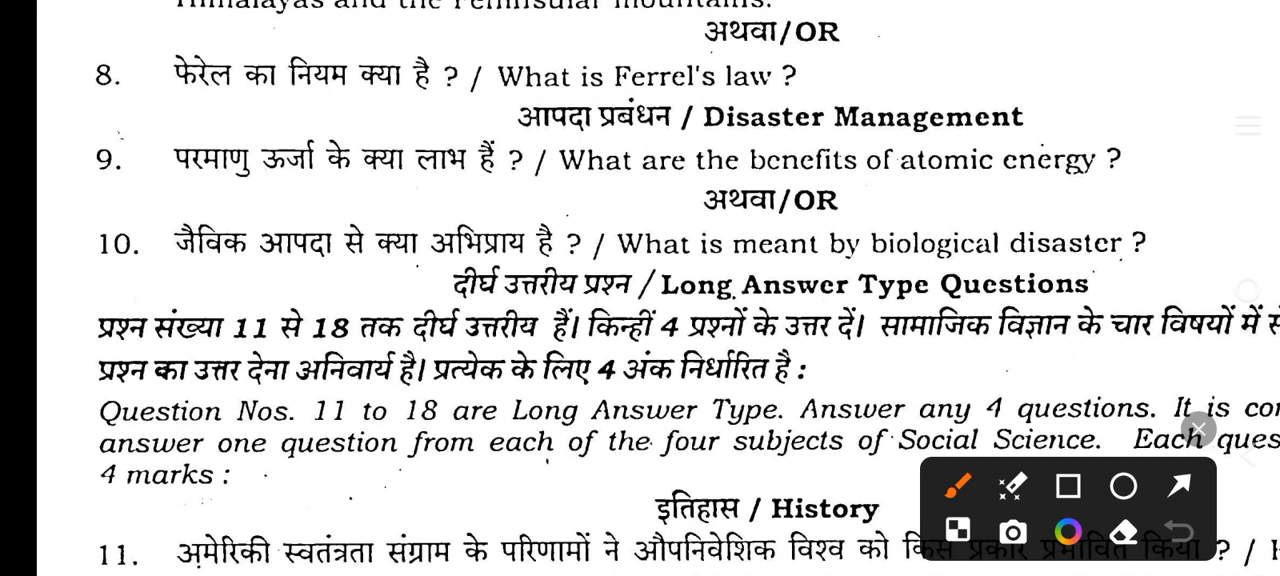 Himalayas and the Peninsular mountains.
अथवा/OR
8. फेरेल का नियम क्या है ? / What is Ferrel's law ?
आपदा प्रबंधन / Disaster Management
9. परमाणु ऊर्जा के क्या लाभ हैं ? / What are the benefits of atomic energy ?
अथवा/OR
10. जैविक आपदा से क्या अभिप्राय है ? / What is meant by biological disaster ?
दीर्घ उत्तरीय प्रश्न / Long Answer Type Questions
प्रश्न संख्या 11 से 18 तक दीर्घ उत्तरीय हैं। किन्हीं 4 प्रश्नों के उत्तर दें। सामाजिक विज्ञान के चार विषयों में
प्रश्न का उत्तर देना अनिवार्य है। प्रत्येक के लिए 4 अंक निर्धारित है :
Question Nos. 11 to 18 are Long Answer Type. Answer any 4 questions. It is
answer one question from each of the four subjects of Social Science. Each
4 marks :
इतिहास / History
11. अमेरिकी स्वतंत्रता संग्राम के परिणामों ने औपनिवेशिक विश्व को किस प्रकार प्रभावित किया ? /